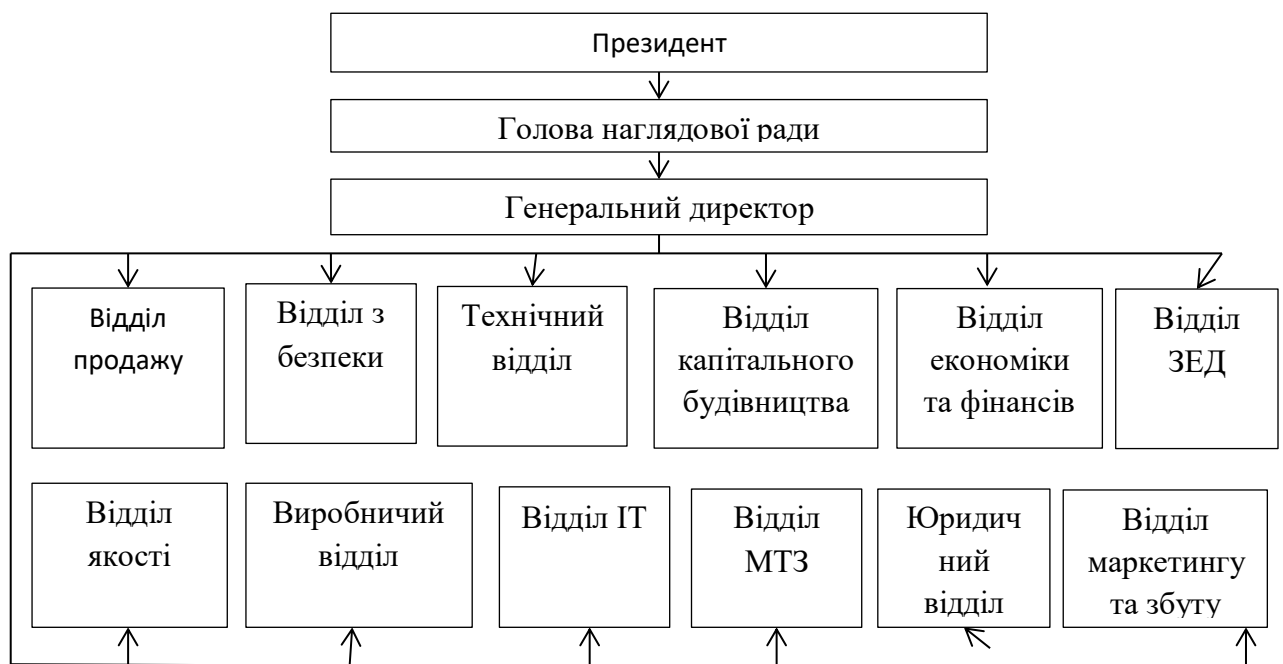 Президент
Голова наглядової ради
Генеральний директор
Відділ
продажу
Відділ з
безпеки
Технічний
відділ
Відділ
капітального
будівництва
Відділ
економіки
та фінансів
Відділ
ЗЕД
Відділ
якості
Виробничий
відділ
Відділ ІТ
Відділ
МТЗ
Юридич
ний
відділ
Відділ
маркетингу
та збуту